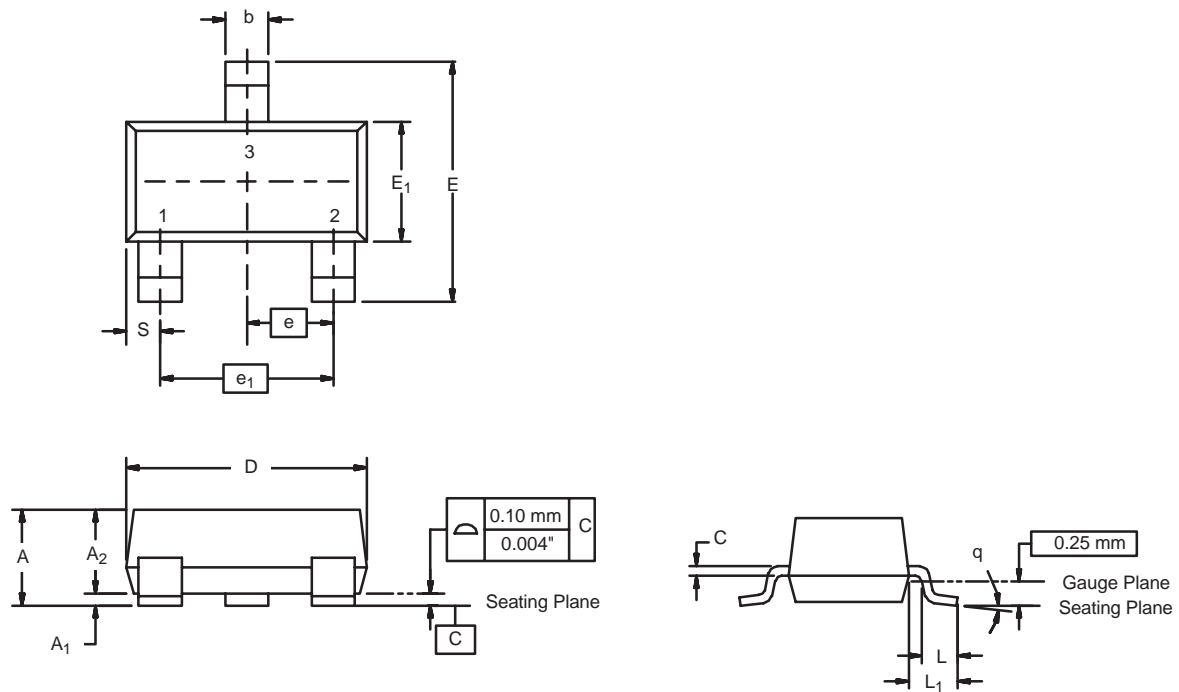 b
3
E1
E
1
2
S
e
e1
D
A
A2
0.10 mm
C
0.004"
Seating Plane
A1
C
C
q
0.25 mm
Gauge Plane
Seating Plane
L
L1